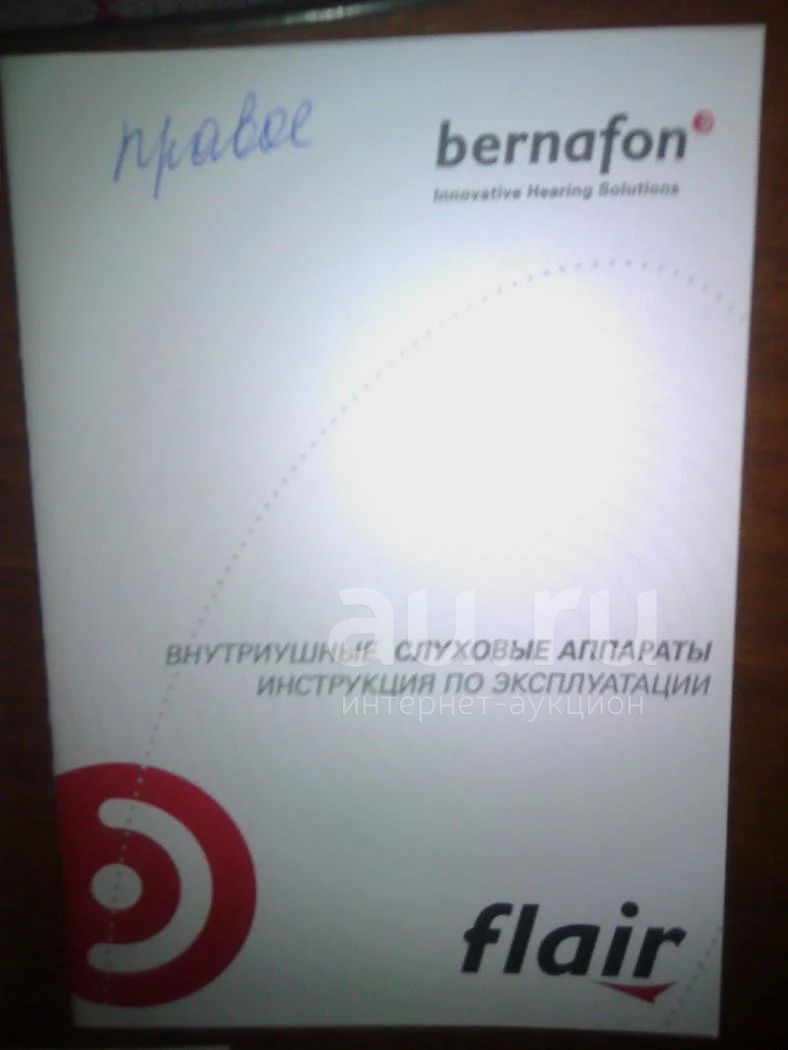 правое
bernafon
Innovative Hearing Solutions
au.ru
ВНУТРИУШНЫЕ СЛУХОВЫЕ АППАРАТЫ
ИНСТРУКЦИЯ ПО ЭКСПЛУАТАЦИИ
интернет-аукцион
flair